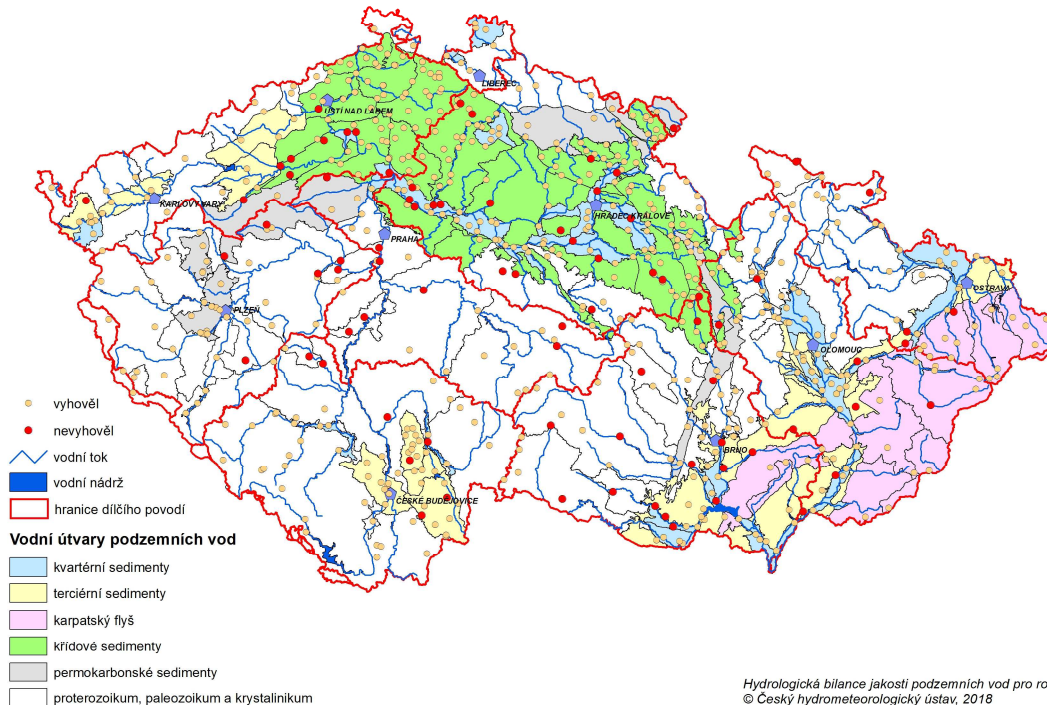 LIBEREC
ÚSTÍ NAD LABEM
KARLOVY VARY
HRADEC KRÁLOVÉ
PRAHA
PLZEŇ
OSTRAVA
OLOMOUC
BRNO
ČESKÉ BUDĚJOVICE
vyhověl
nevyhověl
vodní tok
vodní nádrž
hranice dílčího povodí
Vodní útvary podzemních vod
kvartérní sedimenty
terciérní sedimenty
karpatský flyš
křídové sedimenty
permokarbonské sedimenty
proterozoikum, paleozoikum a krystalinikum
Hydrologická bilance jakosti podzemních vod pro ro
© Český hydrometeorologický ústav, 2018